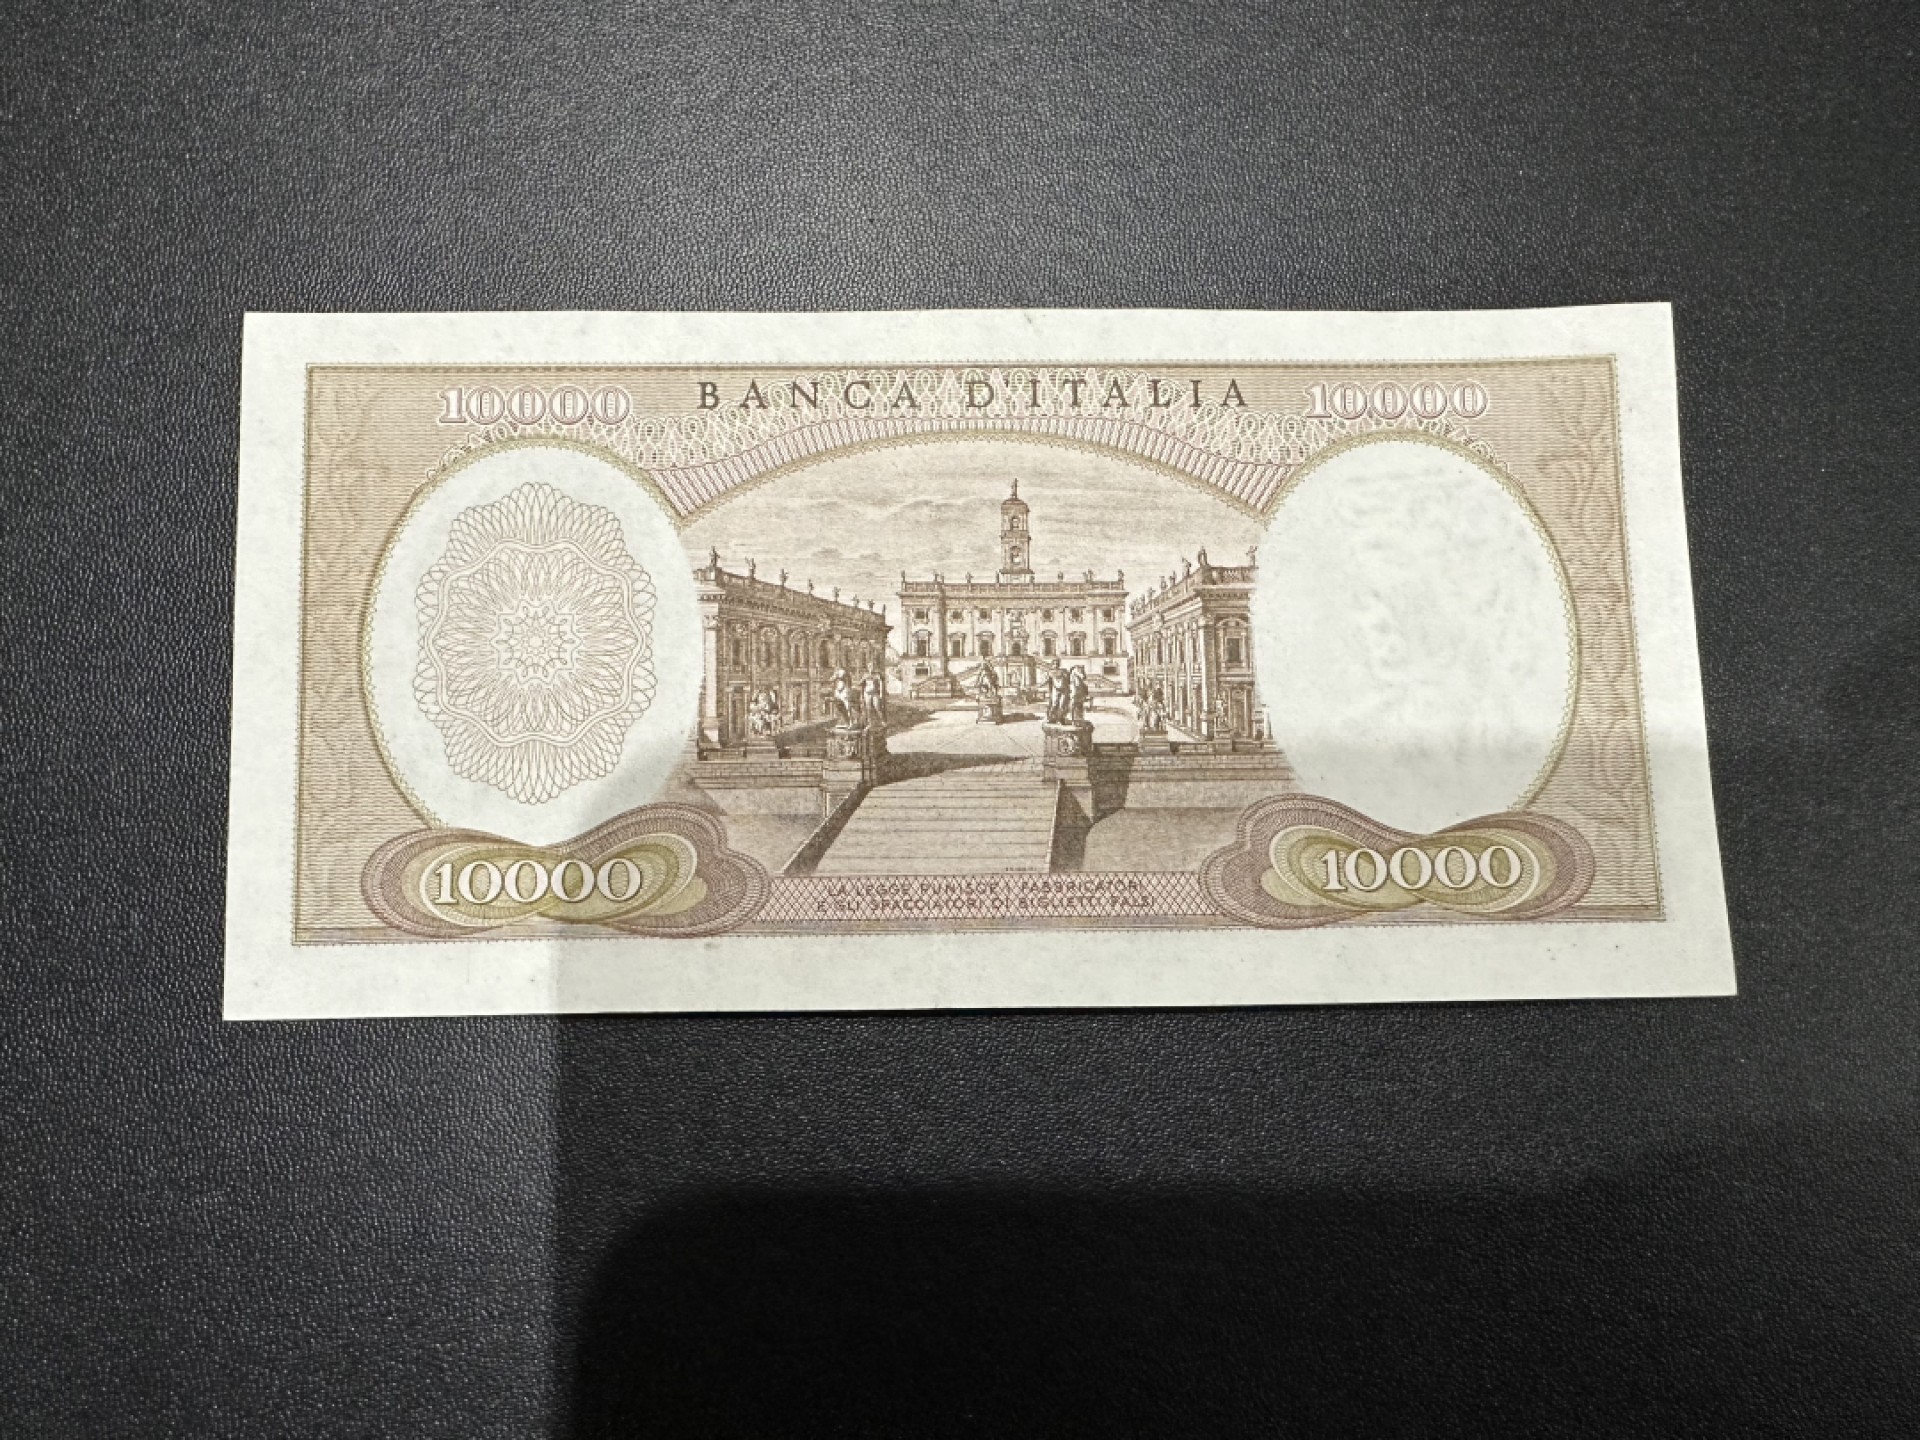 10000 BANCA D'ITALIA 10000
LA LEGGE PUNISCE I FABBRICATORI
E GLI SPACCIATORI DI BIGLIETTI FALSI
10000 10000